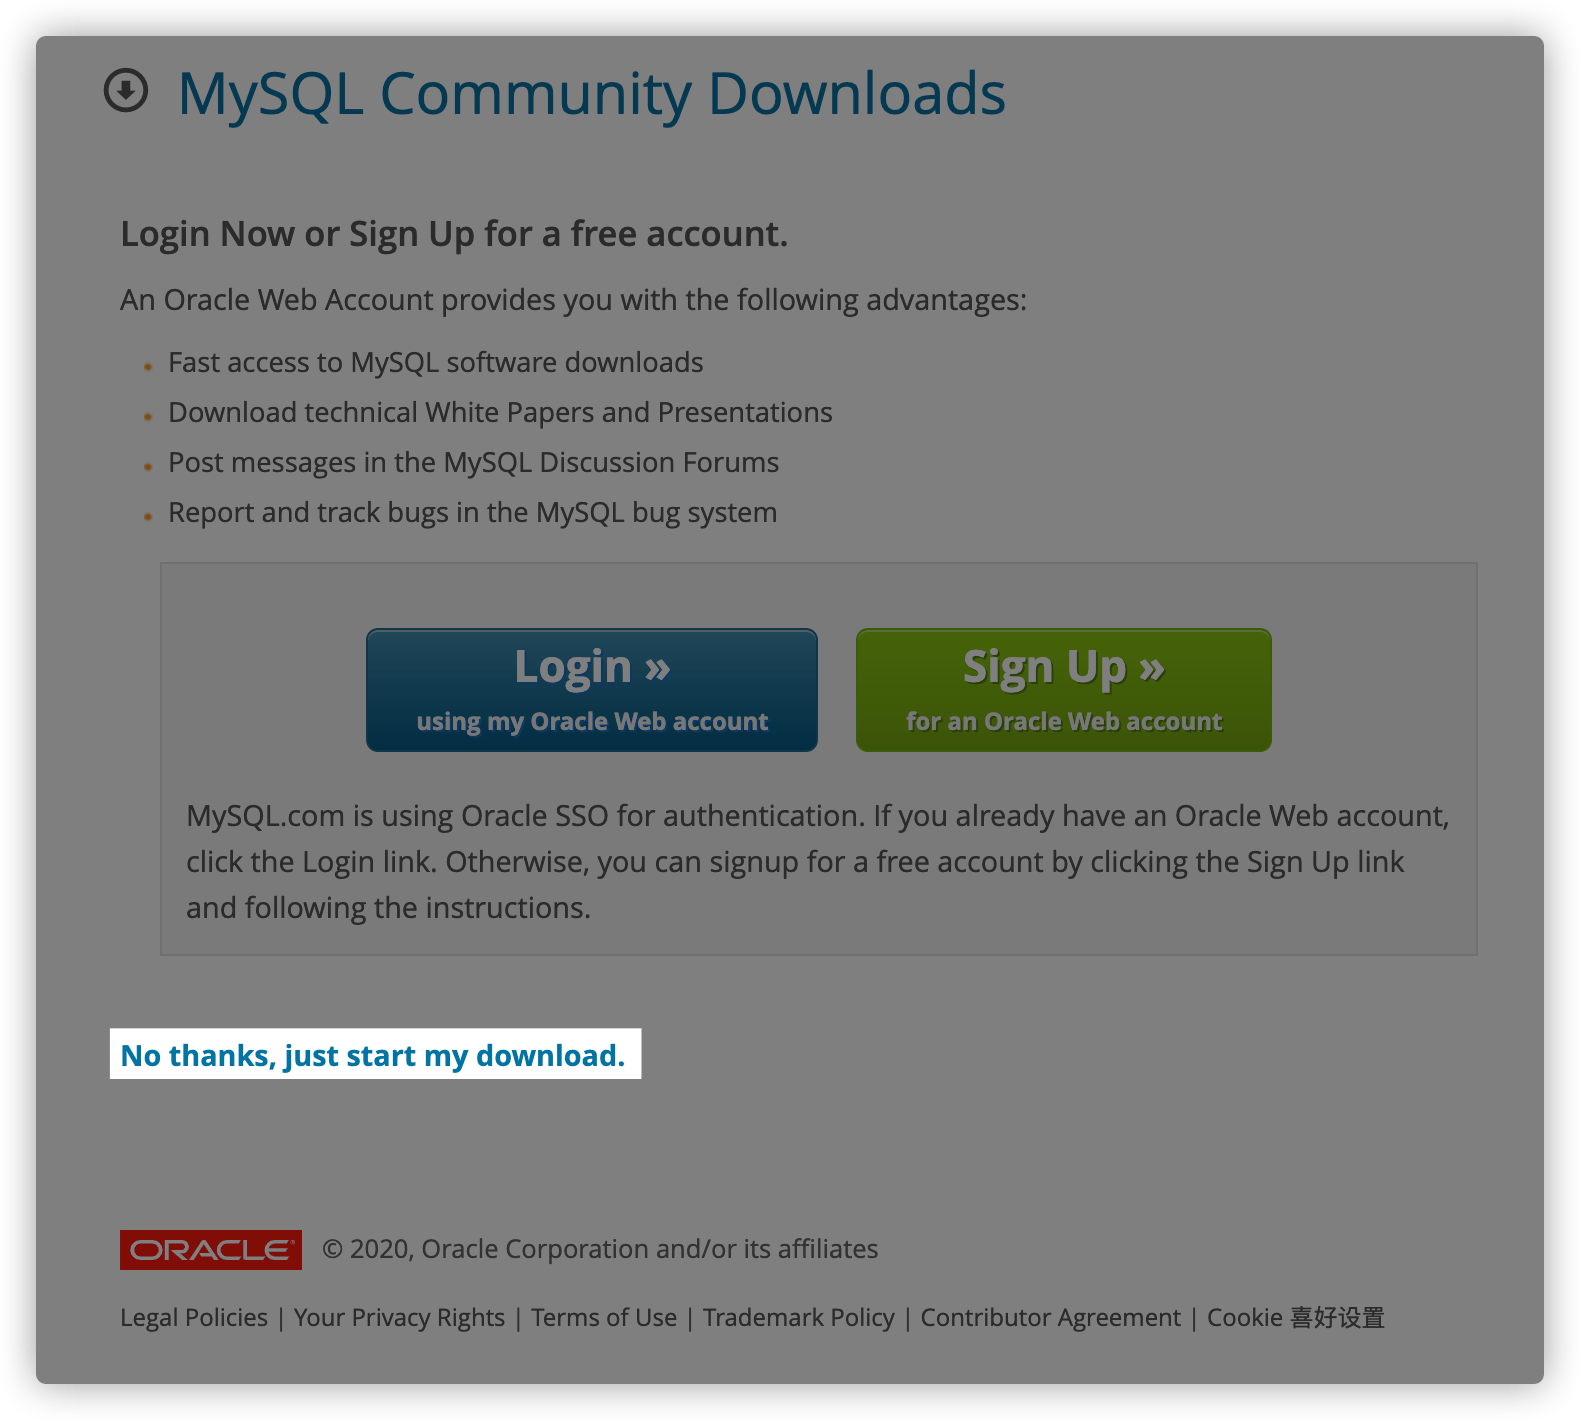 MySQL Community Downloads
Login Now or Sign Up for a free account.
An Oracle Web Account provides you with the following advantages:
Fast access to MySQL software downloads
Download technical White Papers and Presentations
Post messages in the MySQL Discussion Forums
Report and track bugs in the MySQL bug system
Login »
using my Oracle Web account
Sign Up »
for an Oracle Web account
MySQL.com is using Oracle SSO for authentication. If you already have an Oracle Web account,
click the Login link. Otherwise, you can signup for a free account by clicking the Sign Up link
and following the instructions.
No thanks, just start my download.
ORACLE® © 2020, Oracle Corporation and/or its affiliates
Legal Policies | Your Privacy Rights | Terms of Use | Trademark Policy | Contributor Agreement | Cookie 喜好设置